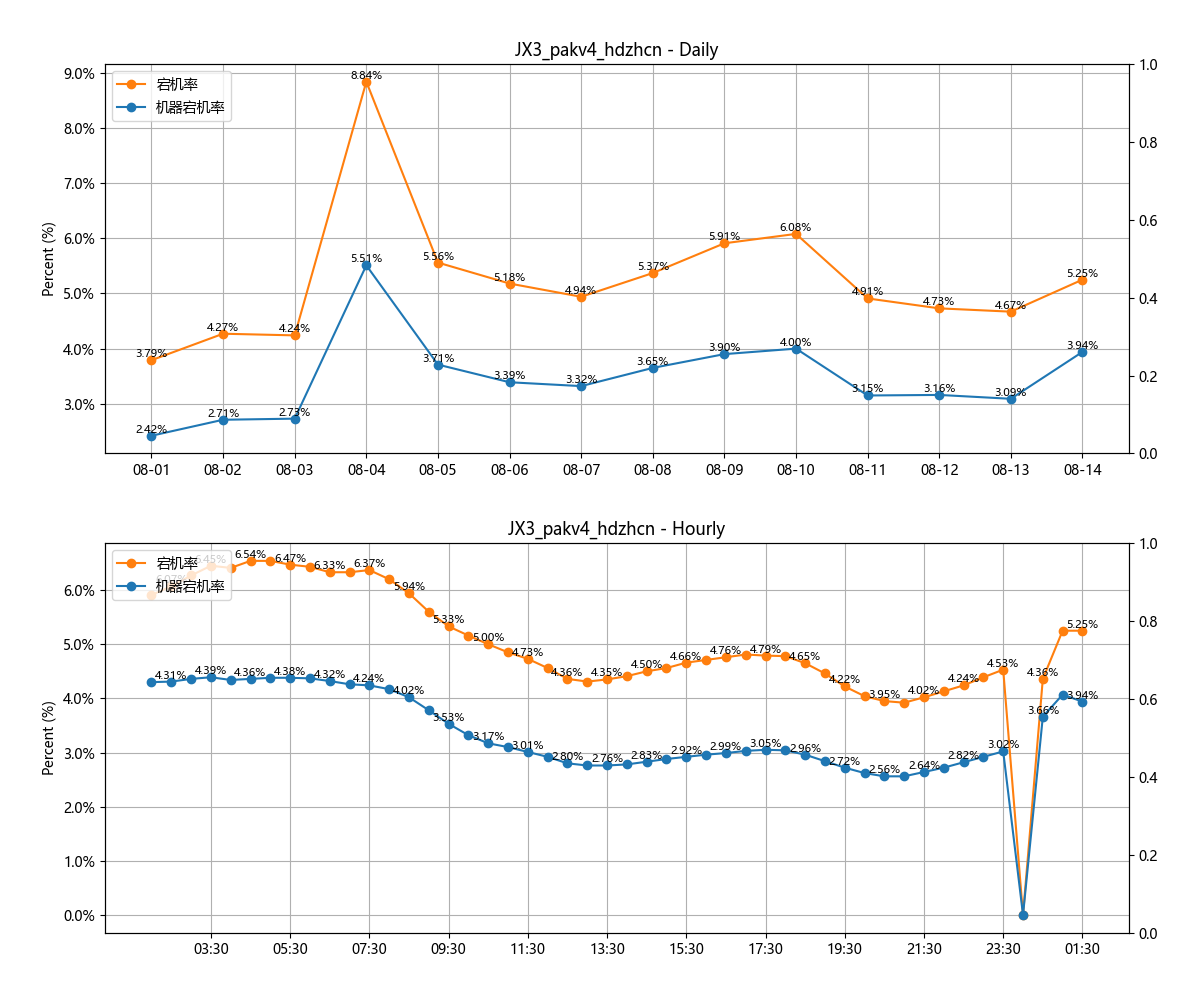 JX3_pakv4_hdzhcn - Daily
宕机率
机器宕机率
Percent (%)
9.0%
8.0%
7.0%
6.0%
5.0%
4.0%
3.0%
1.0
0.8
0.6
0.4
0.2
0.0
3.79% 4.27% 4.24% 8.84% 5.56% 5.18% 4.94% 5.37% 5.91% 6.08% 4.91% 4.73% 4.67% 5.25%
2.42% 2.71% 2.73% 5.51% 3.71% 3.39% 3.32% 3.65% 3.90% 4.00% 3.15% 3.16% 3.09% 3.94%
08-01 08-02 08-03 08-04 08-05 08-06 08-07 08-08 08-09 08-10 08-11 08-12 08-13 08-14
JX3_pakv4_hdzhcn - Hourly
宕机率
机器宕机率
Percent (%)
6.0%
5.0%
4.0%
3.0%
2.0%
1.0%
0.0%
1.0
0.8
0.6
0.4
0.2
0.0
6.45% 6.54% 6.47% 6.33% 6.37% 5.94% 5.33% 5.00% 4.73% 4.36% 4.35% 4.50% 4.66% 4.76% 4.79% 4.65% 4.22% 3.95% 4.02% 4.24% 4.53% 4.36% 5.25%
4.31% 4.39% 4.36% 4.38% 4.32% 4.24% 4.02% 3.53% 3.17% 3.01% 2.80% 2.76% 2.83% 2.92% 2.99% 3.05% 2.96% 2.72% 2.56% 2.64% 2.82% 3.02% 3.66% 3.94%
03:30 05:30 07:30 09:30 11:30 13:30 15:30 17:30 19:30 21:30 23:30 01:30